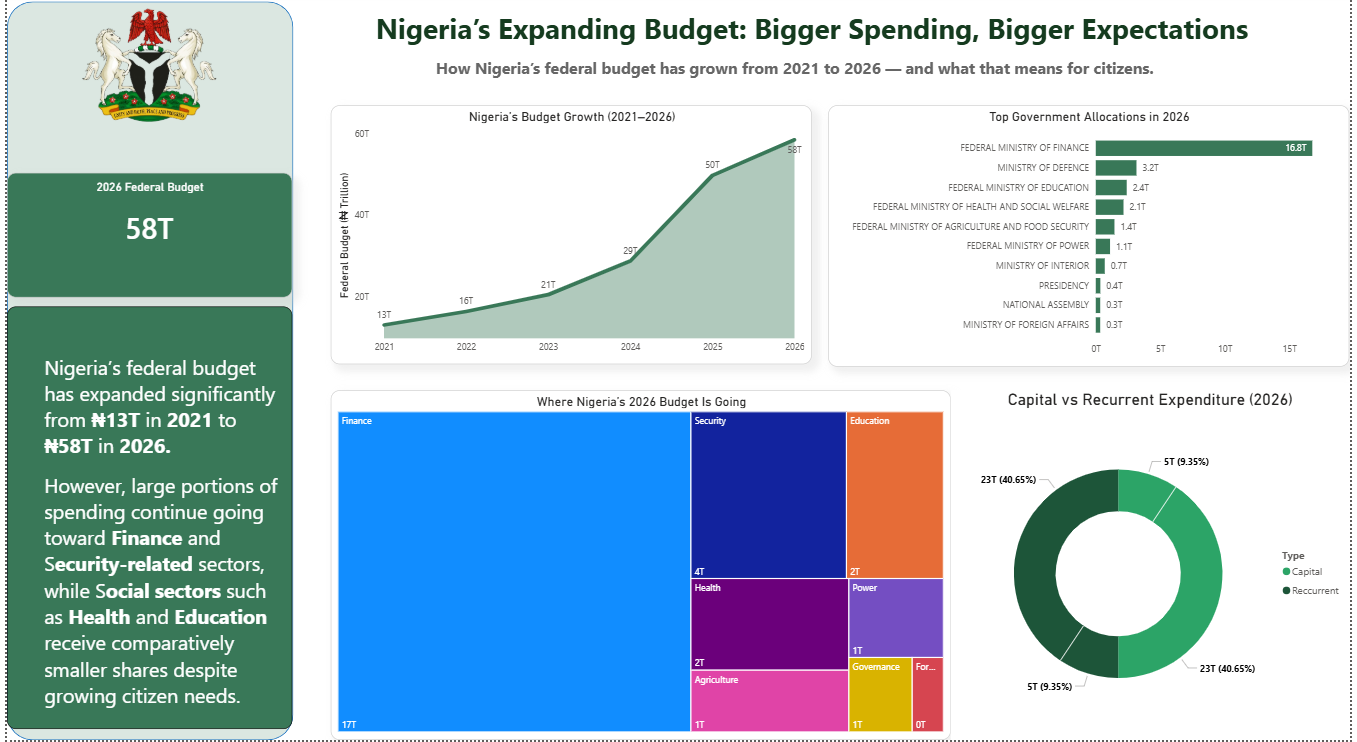 Nigeria’s Expanding Budget: Bigger Spending, Bigger Expectations
How Nigeria’s federal budget has grown from 2021 to 2026 — and what that means for citizens.
2026 Federal Budget
58T
Nigeria’s federal budget
has expanded significantly
from ₦13T in 2021 to
₦58T in 2026.
However, large portions of
spending continue going
toward Finance and
Security-related sectors,
while Social sectors such
as Health and Education
receive comparatively
smaller shares despite
growing citizen needs.
Nigeria’s Budget Growth (2021–2026)
Federal Budget (₦ Trillion)
60T
40T
20T
13T
16T
21T
29T
50T
58T
2021
2022
2023
2024
2025
2026
Top Government Allocations in 2026
FEDERAL MINISTRY OF FINANCE 16.8T
MINISTRY OF DEFENCE 3.2T
FEDERAL MINISTRY OF EDUCATION 2.4T
FEDERAL MINISTRY OF HEALTH AND SOCIAL WELFARE 2.1T
FEDERAL MINISTRY OF AGRICULTURE AND FOOD SECURITY 1.4T
FEDERAL MINISTRY OF POWER 1.1T
MINISTRY OF INTERIOR 0.7T
PRESIDENCY 0.4T
NATIONAL ASSEMBLY 0.3T
MINISTRY OF FOREIGN AFFAIRS 0.3T
0T 5T 10T 15T
Where Nigeria’s 2026 Budget Is Going
Finance
17T
Security
4T
Education
2T
Health
2T
Power
1T
Agriculture
1T
Governance
1T
For...
0T
Capital vs Recurrent Expenditure (2026)
5T (9.35%)
23T (40.65%)
23T (40.65%)
5T (9.35%)
Type
Capital
Reccurrent